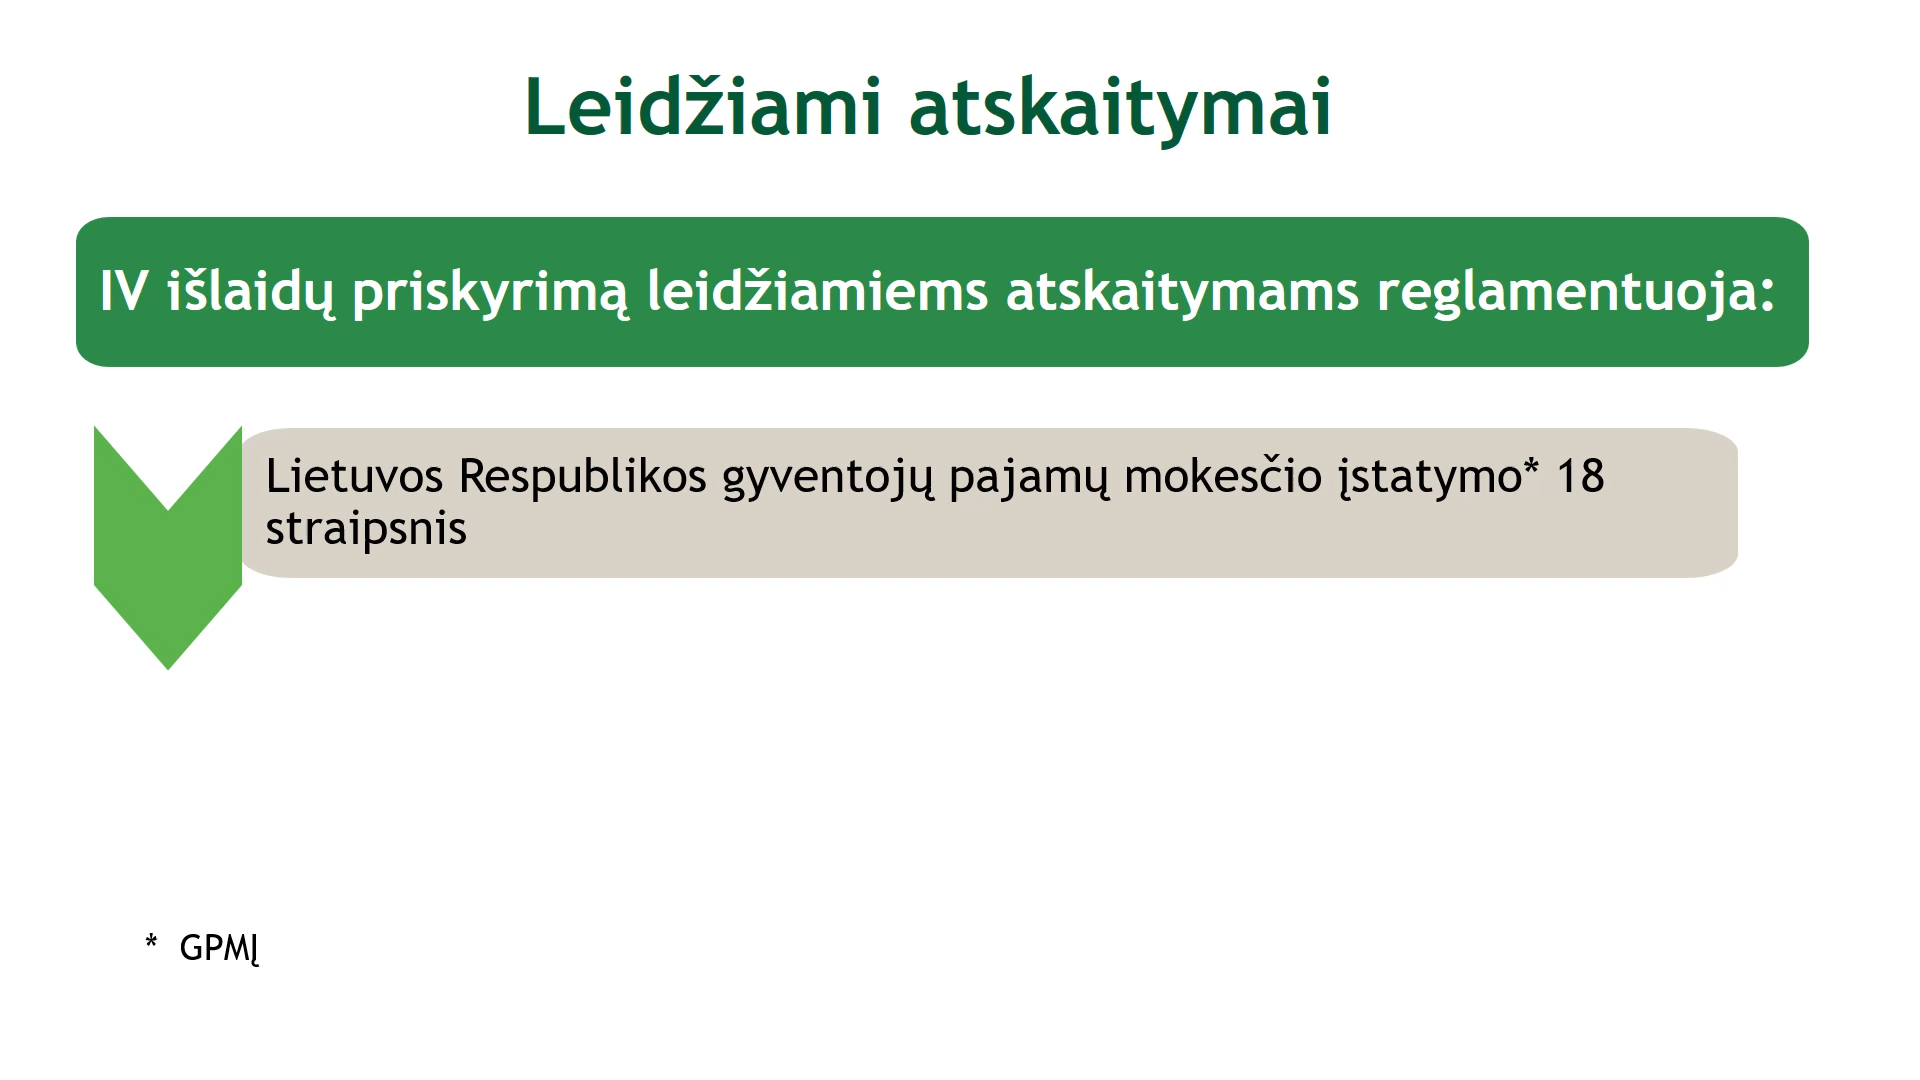 Leidžiami atskaitymai
IV išlaidų priskyrimą leidžiamiems atskaitymams reglamentuoja:
Lietuvos Respublikos gyventojų pajamų mokesčio įstatymo* 18
straipsnis
* GPMĮ